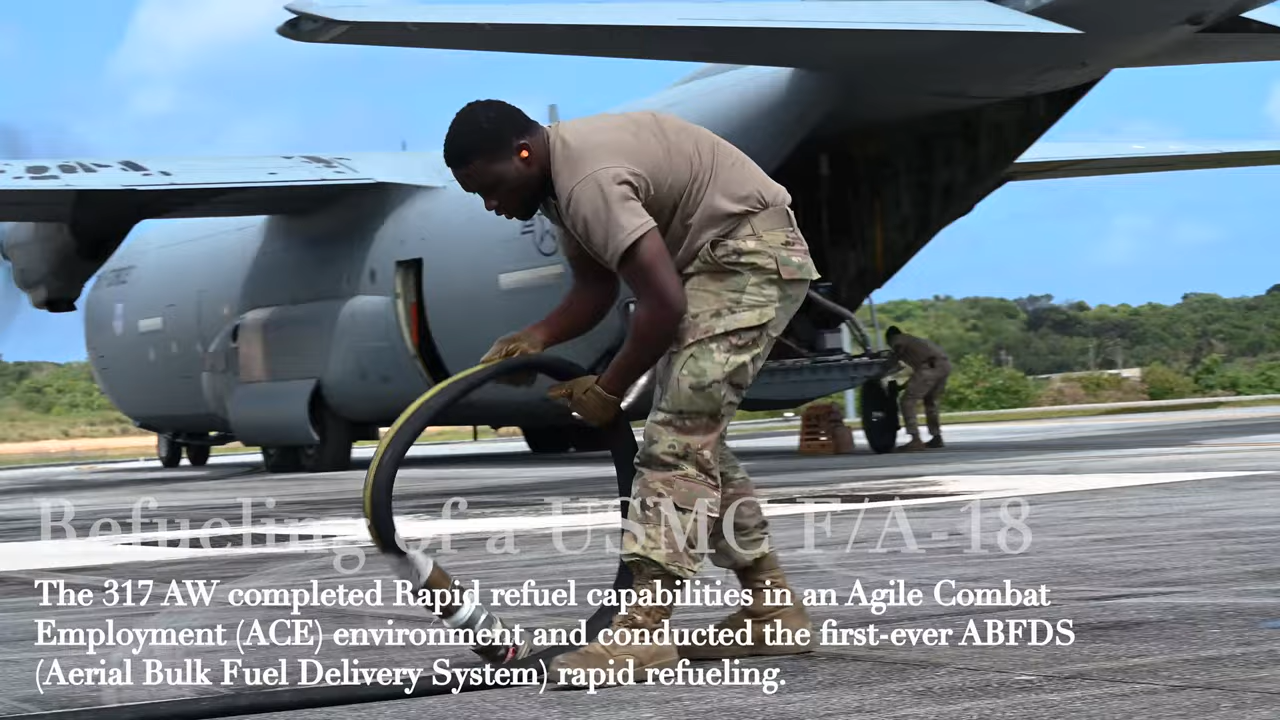 Refueling of a USMC F/A-18
The 317 AW completed Rapid refuel capabilities in an Agile Combat
Employment (ACE) environment and conducted the first-ever ABFDS
(Aerial Bulk Fuel Delivery System) rapid refueling.